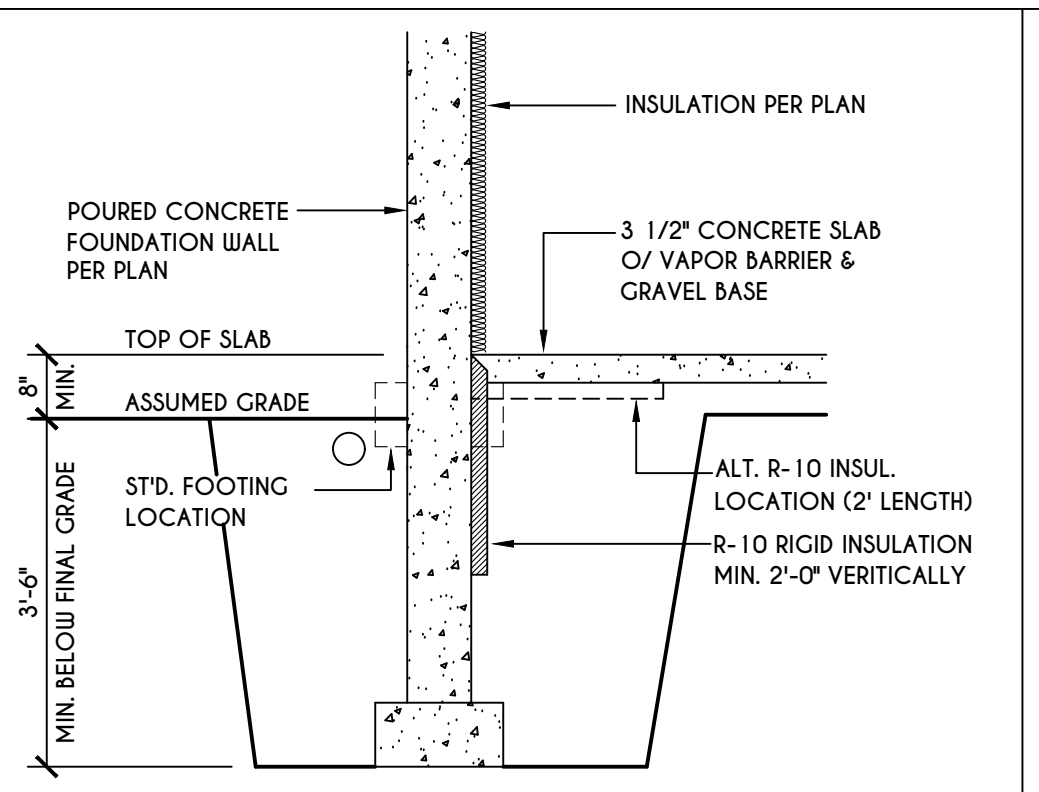 INSULATION PER PLAN
POURED CONCRETE
FOUNDATION WALL
PER PLAN
3 1/2" CONCRETE SLAB
O/ VAPOR BARRIER &
GRAVEL BASE
TOP OF SLAB
8"
MIN.
ASSUMED GRADE
ST'D. FOOTING
LOCATION
ALT. R-10 INSUL.
LOCATION (2' LENGTH)
R-10 RIGID INSULATION
MIN. 2'-0" VERITICALLY
3'-6"
MIN. BELOW FINAL GRADE